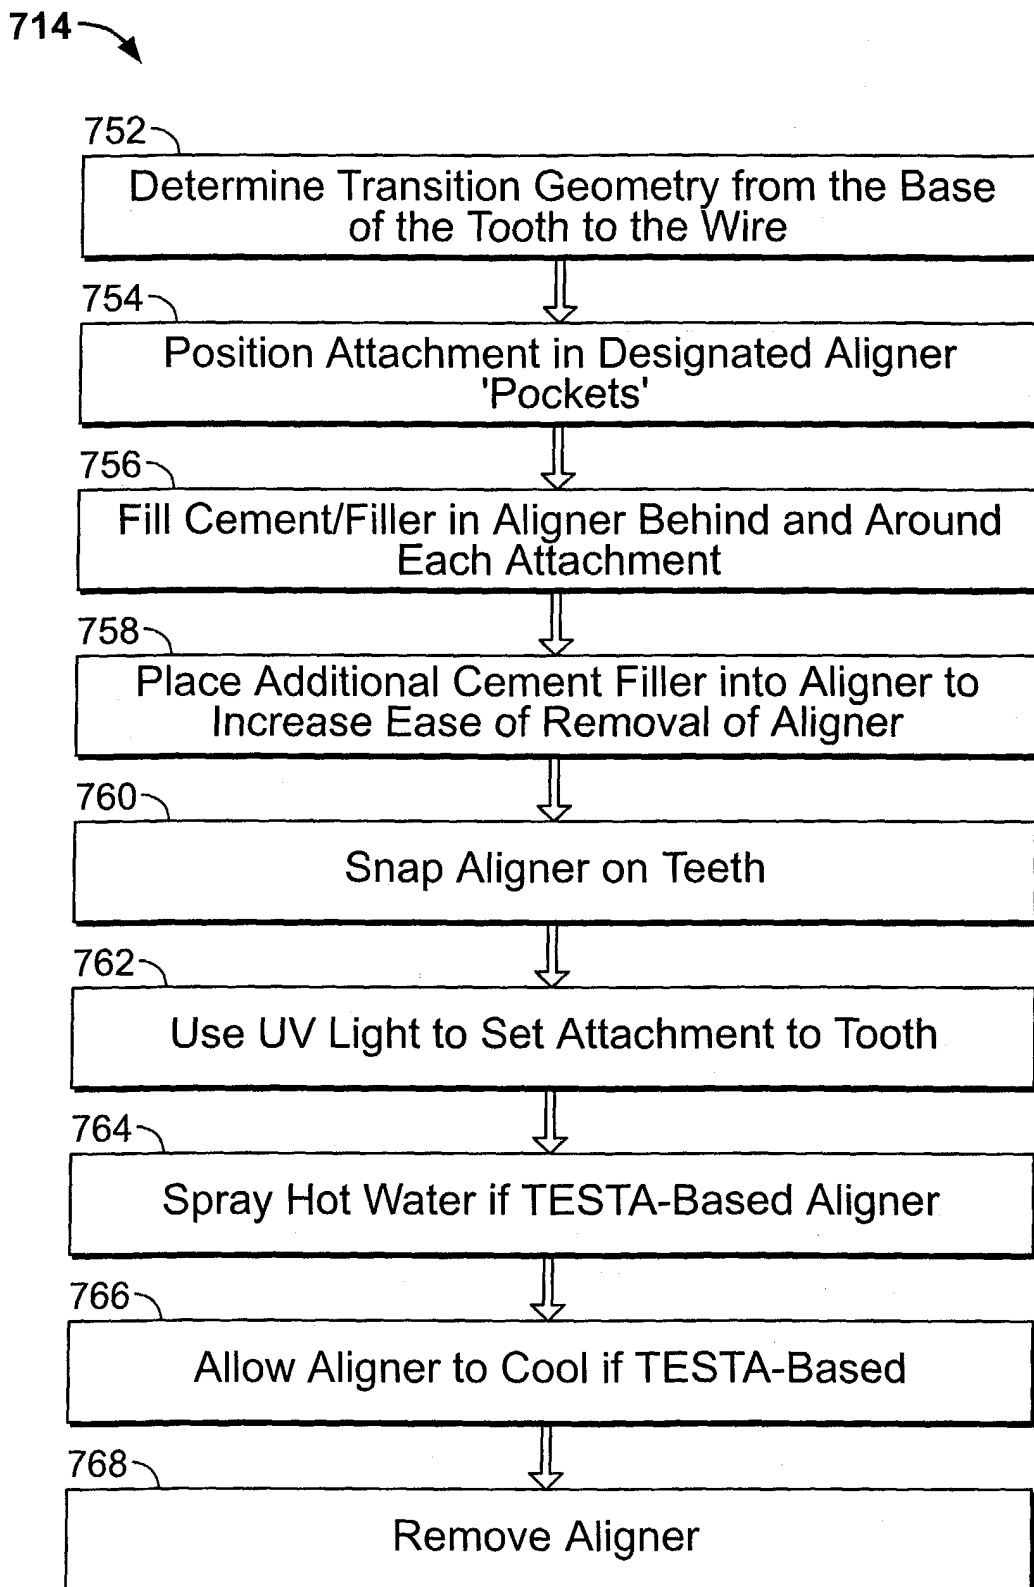 714
752
Determine Transition Geometry from the Base
of the Tooth to the Wire
754
Position Attachment in Designated Aligner
'Pockets'
756
Fill Cement/Filler in Aligner Behind and Around
Each Attachment
758
Place Additional Cement Filler into Aligner to
Increase Ease of Removal of Aligner
760
Snap Aligner on Teeth
762
Use UV Light to Set Attachment to Tooth
764
Spray Hot Water if TESTA-Based Aligner
766
Allow Aligner to Cool if TESTA-Based
768
Remove Aligner